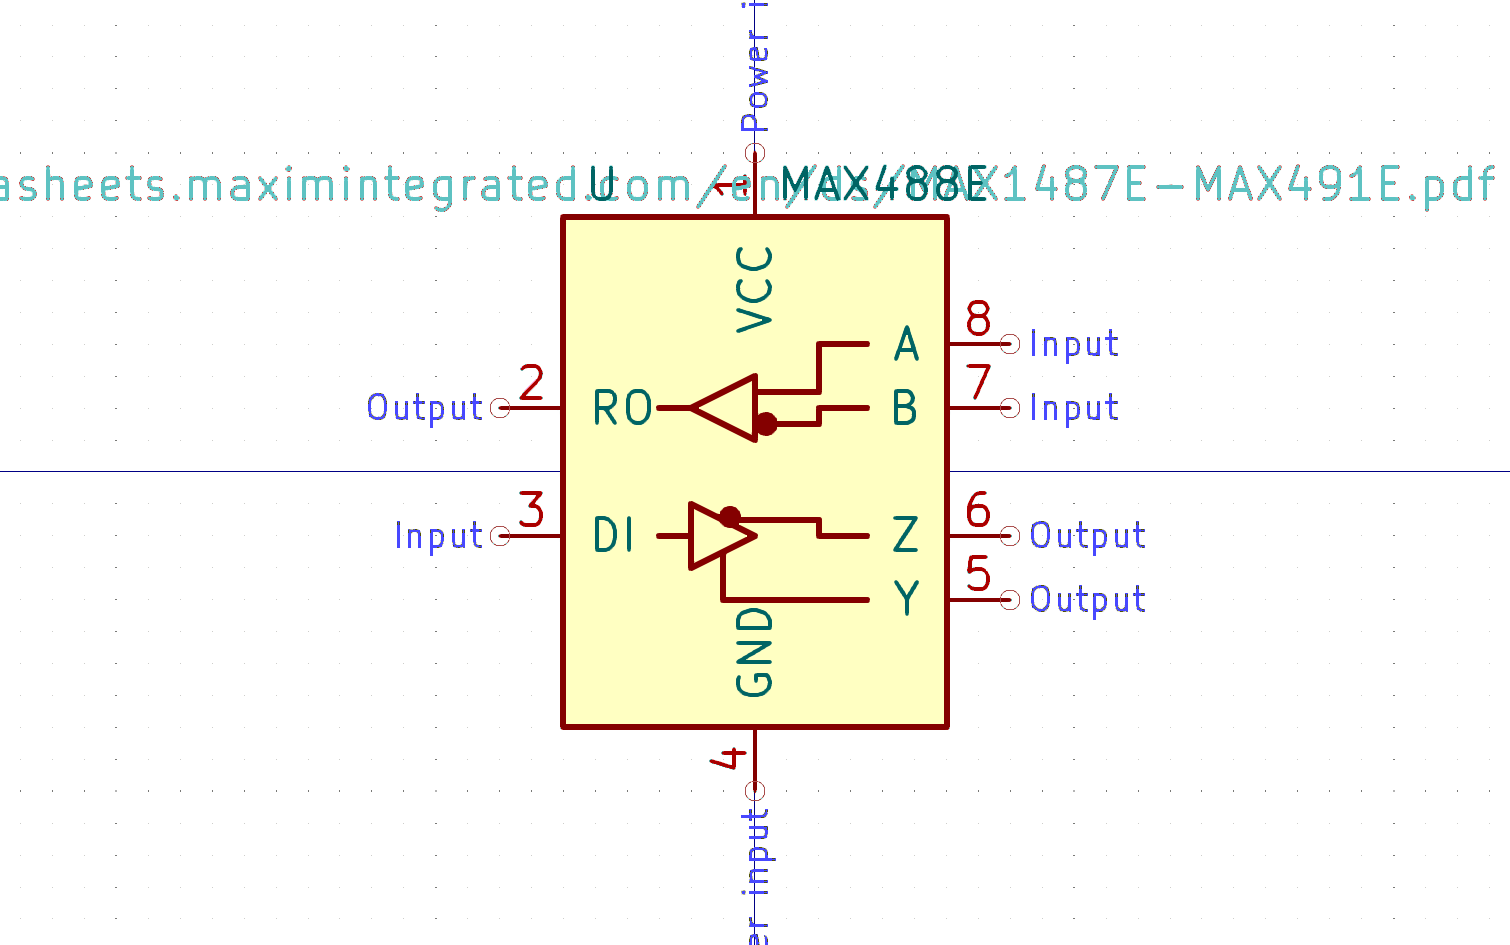 Power i
asheets.maximintegrated.com/en/ds/MAX1487E-MAX491E.pdf
U
1
MAX488E
VCC
8
A
Input
2
Output
RO
7
B
Input
3
Input
DI
6
Z
Output
5
Y
Output
GND
4
er input